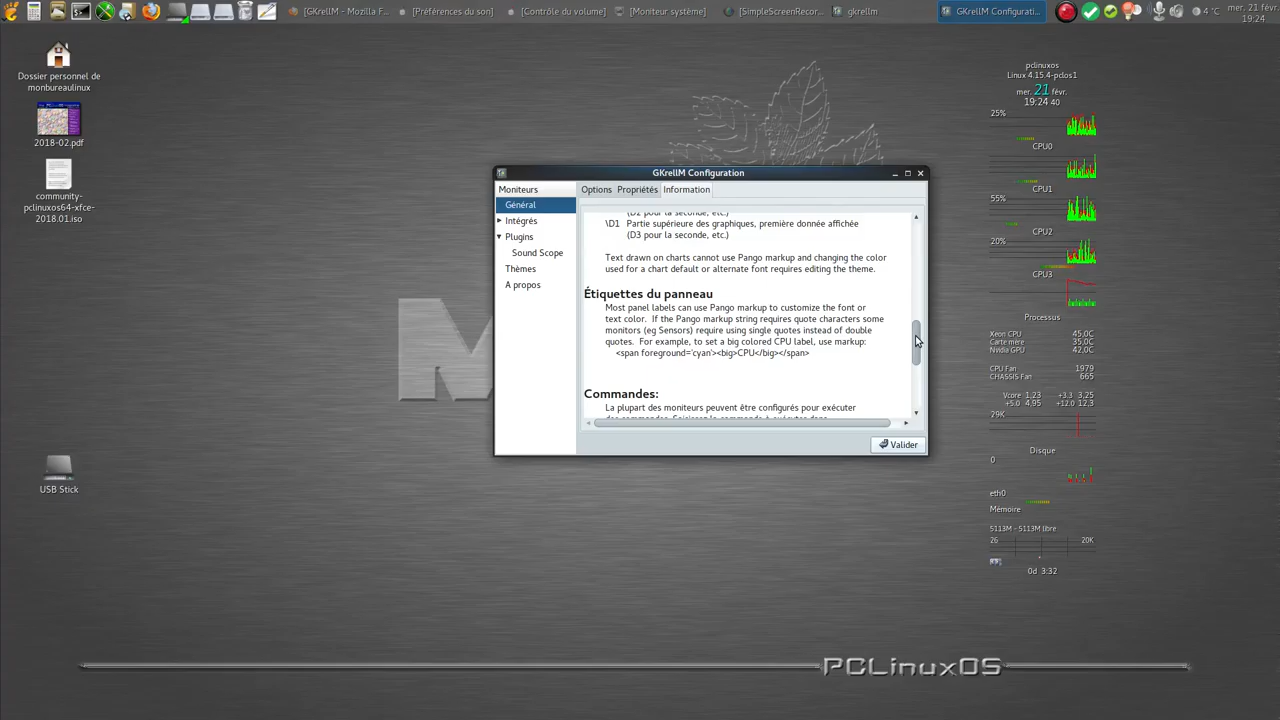 [GKrellM - Mozilla F...
[Préférences du son]
[Contrôle du volume]
[Moniteur système]
[SimpleScreenRecor...
gkrellm
GKrellM Configurati...
4 °C
mer. 21 févr.
19:24
Dossier personnel de
monbureaulinux
2018-02.pdf
community-
pclinuxos64-xfce-
2018.01.iso
USB Stick
GKrellM Configuration
Moniteurs
Général
Intégrés
Plugins
Sound Scope
Thèmes
A propos
Options Propriétés Information
(D2 pour la seconde, etc.)
\D1 Partie supérieure des graphiques, première donnée affichée
(D3 pour la seconde, etc.)
Text drawn on charts cannot use Pango markup and changing the color
used for a chart default or alternate font requires editing the theme.
Étiquettes du panneau
Most panel labels can use Pango markup to customize the font or
text color. If the Pango markup string requires quote characters some
monitors (eg Sensors) require using single quotes instead of double
quotes. For example, to set a big colored CPU label, use markup:
<span foreground='cyan'><big>CPU</big></span>
Commandes:
La plupart des moniteurs peuvent être configurés pour exécuter
Valider
pclinuxos
Linux 4.15.4-pclos1
mer. 21 févr.
19:24 40
25%
CPU0
CPU1
55%
CPU2
20%
CPU3
Processus
Xeon CPU 45.0C
Carte mère 35.0C
Nvidia GPU 42.0C
CPU Fan 1979
CHASSIS Fan 665
Vcore 1,23 +3.3 3,25
+5.0 4,95 +12.0 12,3
29K
Disque
0
eth0
Mémoire
5113M - 5113M libre
26 20K
0d 3:32
M
PCLinuxOS